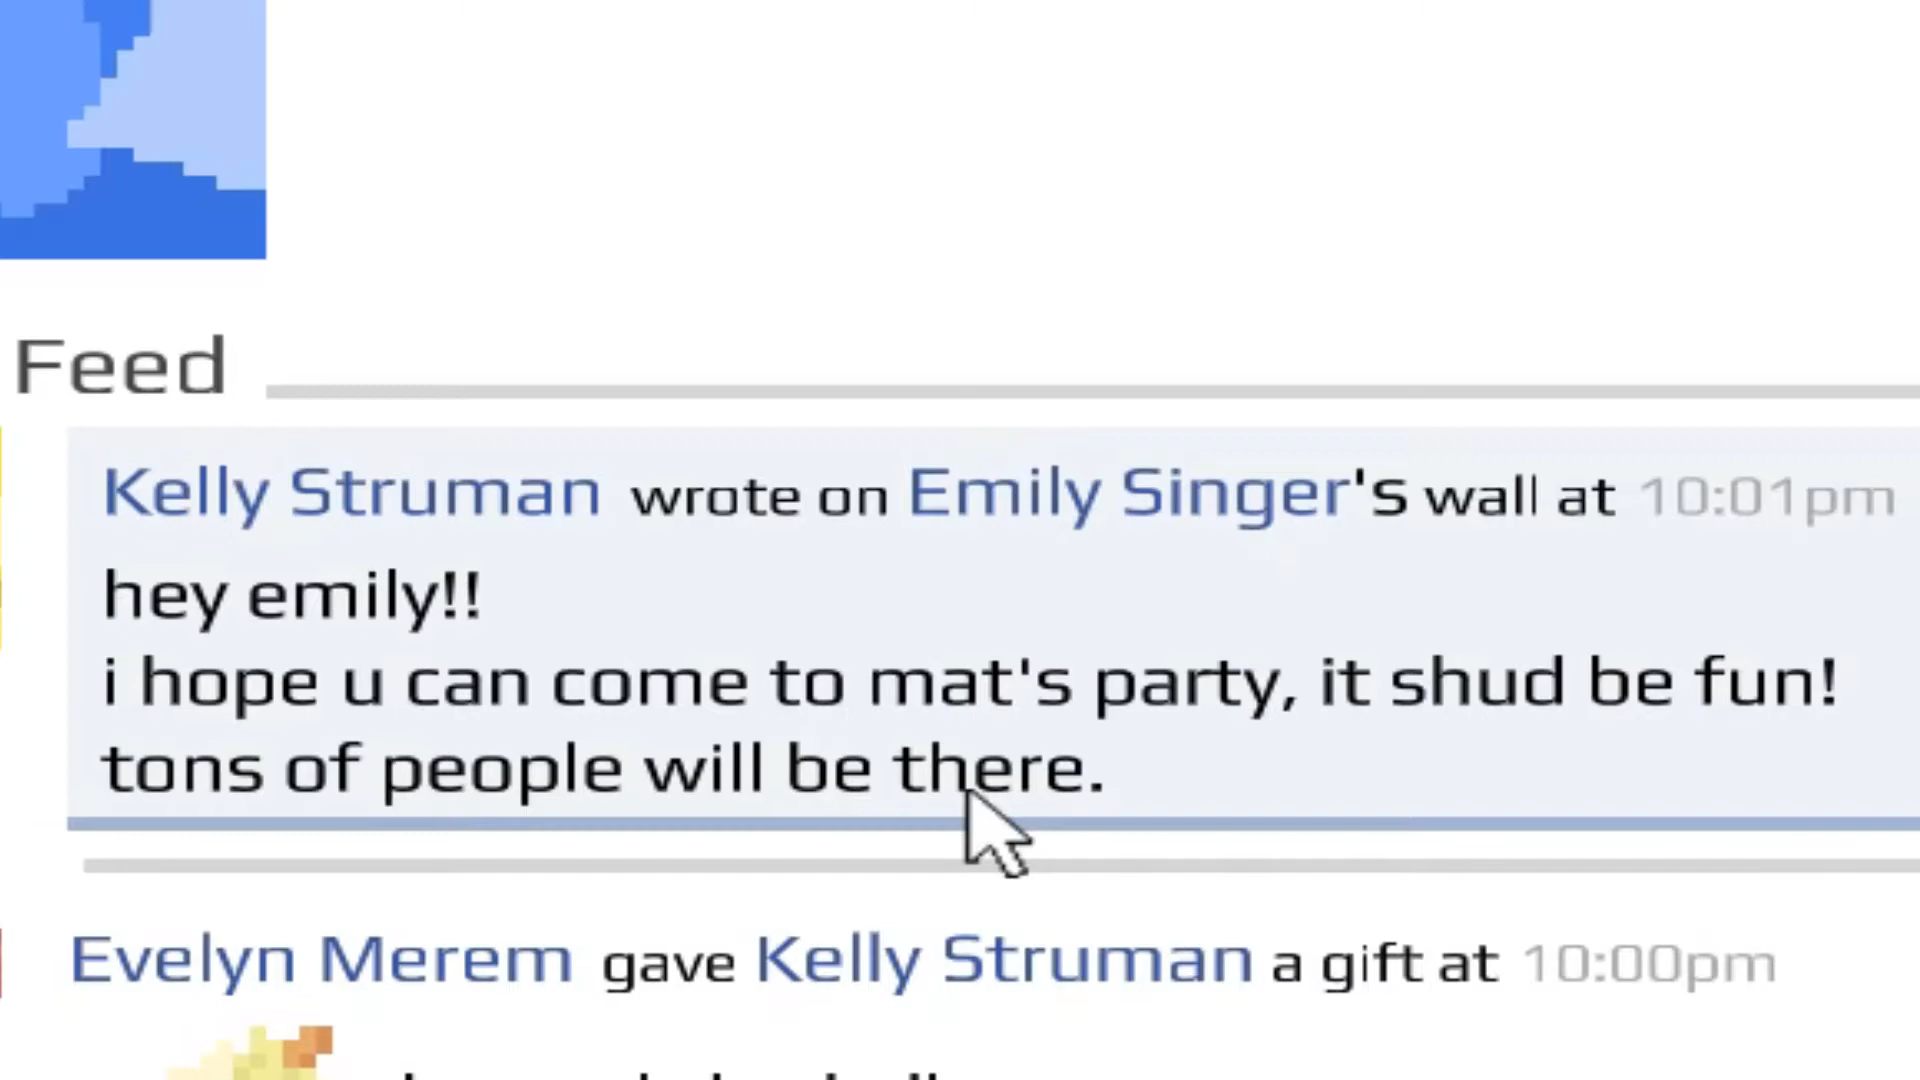 Feed
Kelly Struman wrote on Emily Singer's wall at 10:01pm
hey emily!!
i hope u can come to mat's party, it shud be fun!
tons of people will be there.
Evelyn Merem gave Kelly Struman a gift at 10:00pm